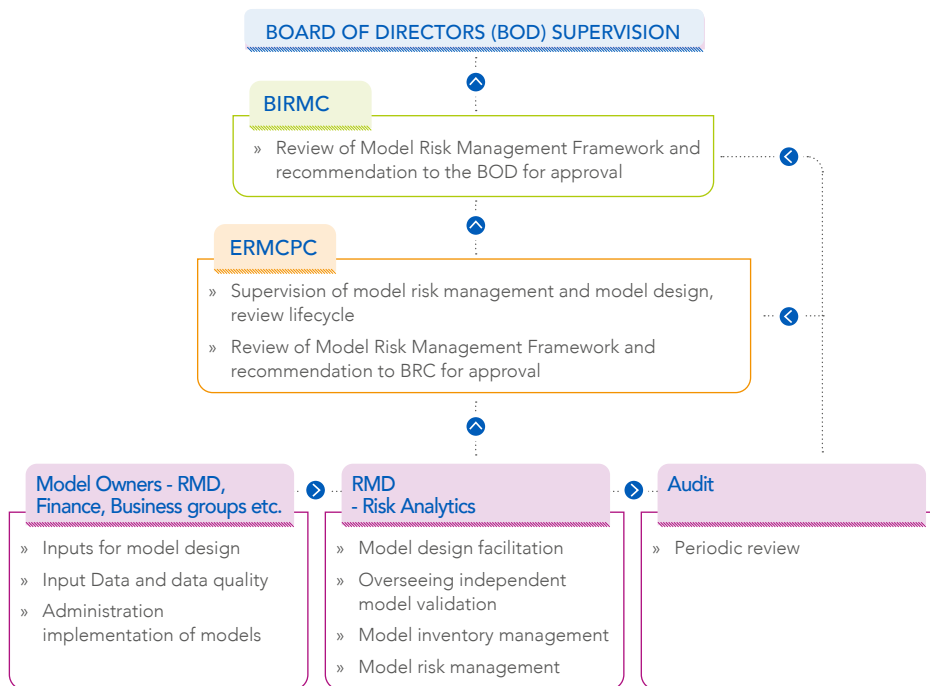 BOARD OF DIRECTORS (BOD) SUPERVISION
BIRMC
» Review of Model Risk Management Framework and
recommendation to the BOD for approval
ERMCPC
» Supervision of model risk management and model design,
review lifecycle
» Review of Model Risk Management Framework and
recommendation to BRC for approval
Model Owners - RMD,
Finance, Business groups etc.
» Inputs for model design
» Input Data and data quality
» Administration
implementation of models
RMD
- Risk Analytics
» Model design facilitation
» Overseeing independent
model validation
» Model inventory management
» Model risk management
Audit
» Periodic review